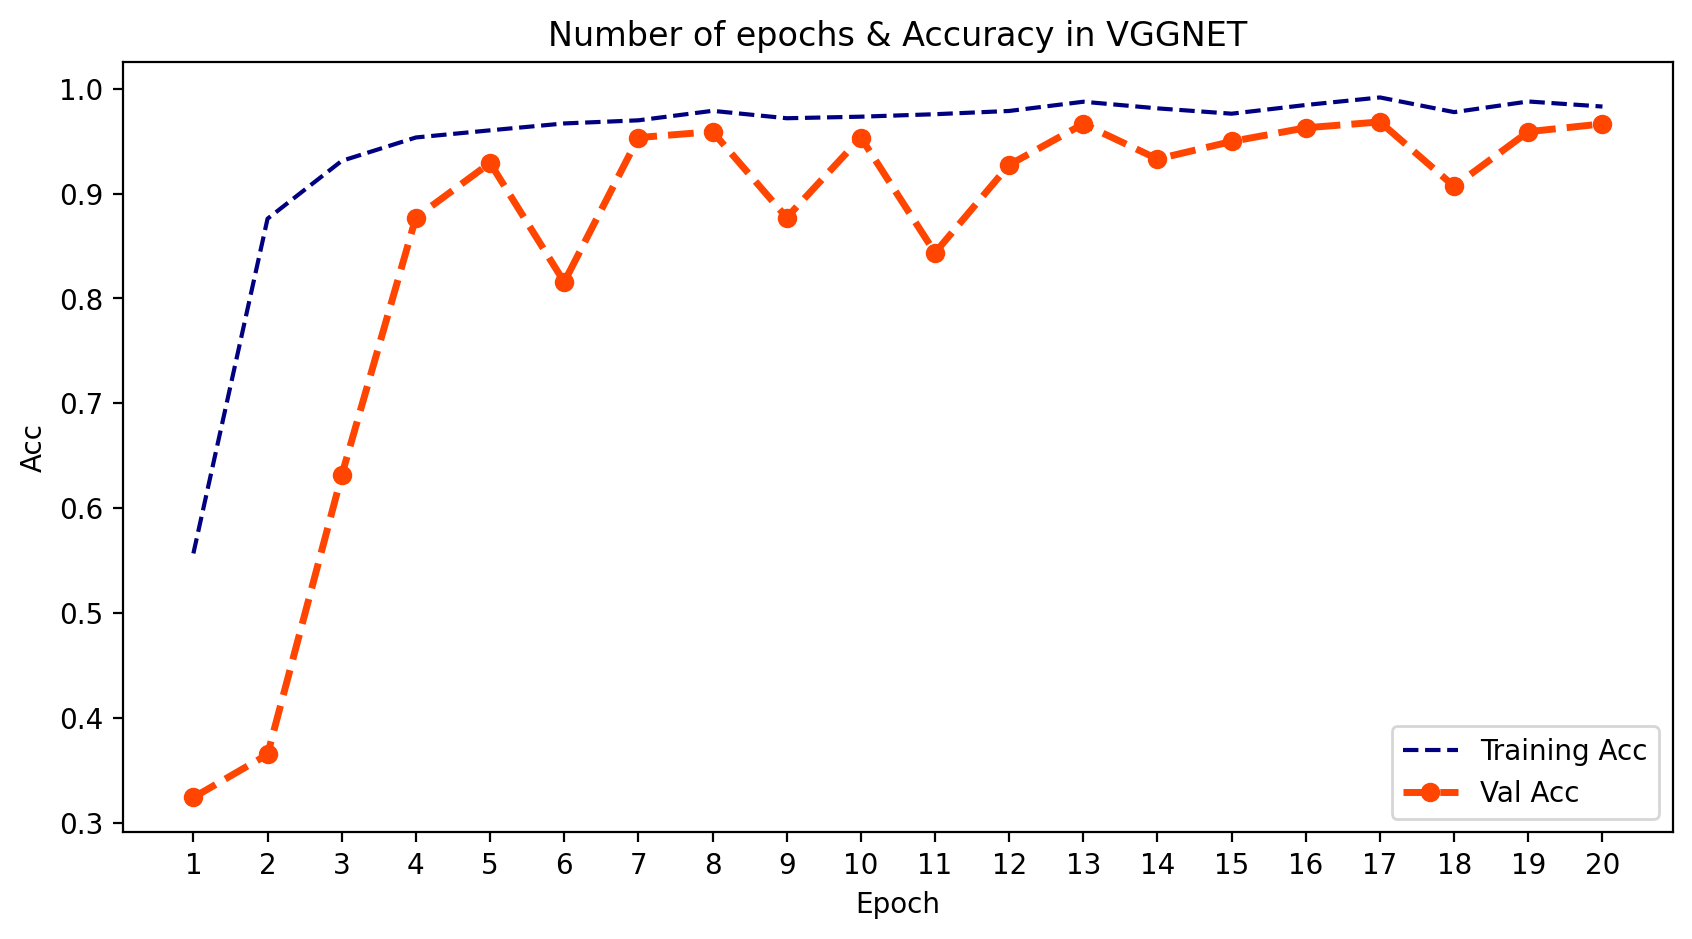 Number of epochs & Accuracy in VGGNET
1.0
0.9
0.8
0.7
0.6
0.5
0.4
0.3
Acc
Training Acc
Val Acc
1 2 3 4 5 6 7 8 9 10 11 12 13 14 15 16 17 18 19 20
Epoch